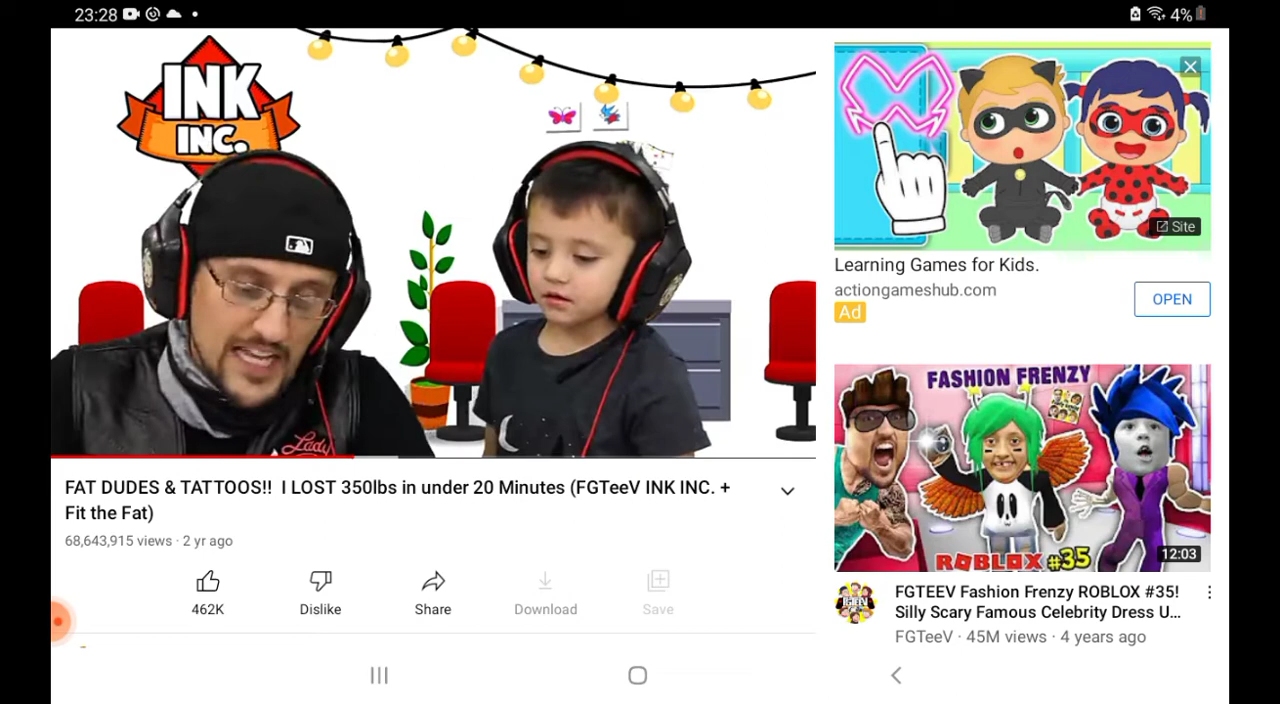 23:28
4%
INK
INC.
Lady
FAT DUDES & TATTOOS!! I LOST 350lbs in under 20 Minutes (FGTeeV INK INC. +
Fit the Fat)
68,643,915 views · 2 yr ago
462K
Dislike
Share
Download
Save
Site
Learning Games for Kids.
actiongameshub.com
Ad
OPEN
FASHION FRENZY
ROBLOX #35
12:03
FGTEEV
FGTEEV Fashion Frenzy ROBLOX #35!
Silly Scary Famous Celebrity Dress U...
FGTeeV · 45M views · 4 years ago